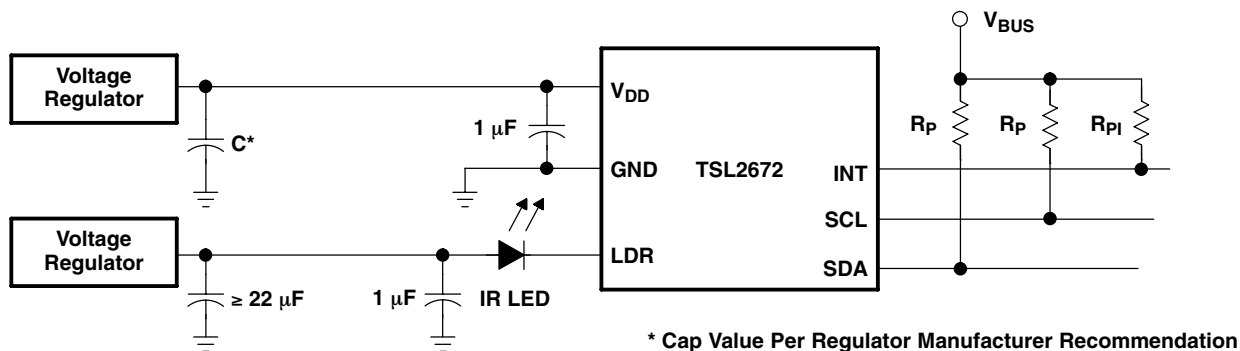 V_BUS
Voltage
Regulator
V_DD
C*
1 μF
R_P
R_P
R_PI
GND
TSL2672
INT
SCL
Voltage
Regulator
LDR
SDA
≥ 22 μF
1 μF
IR LED
* Cap Value Per Regulator Manufacturer Recommendation